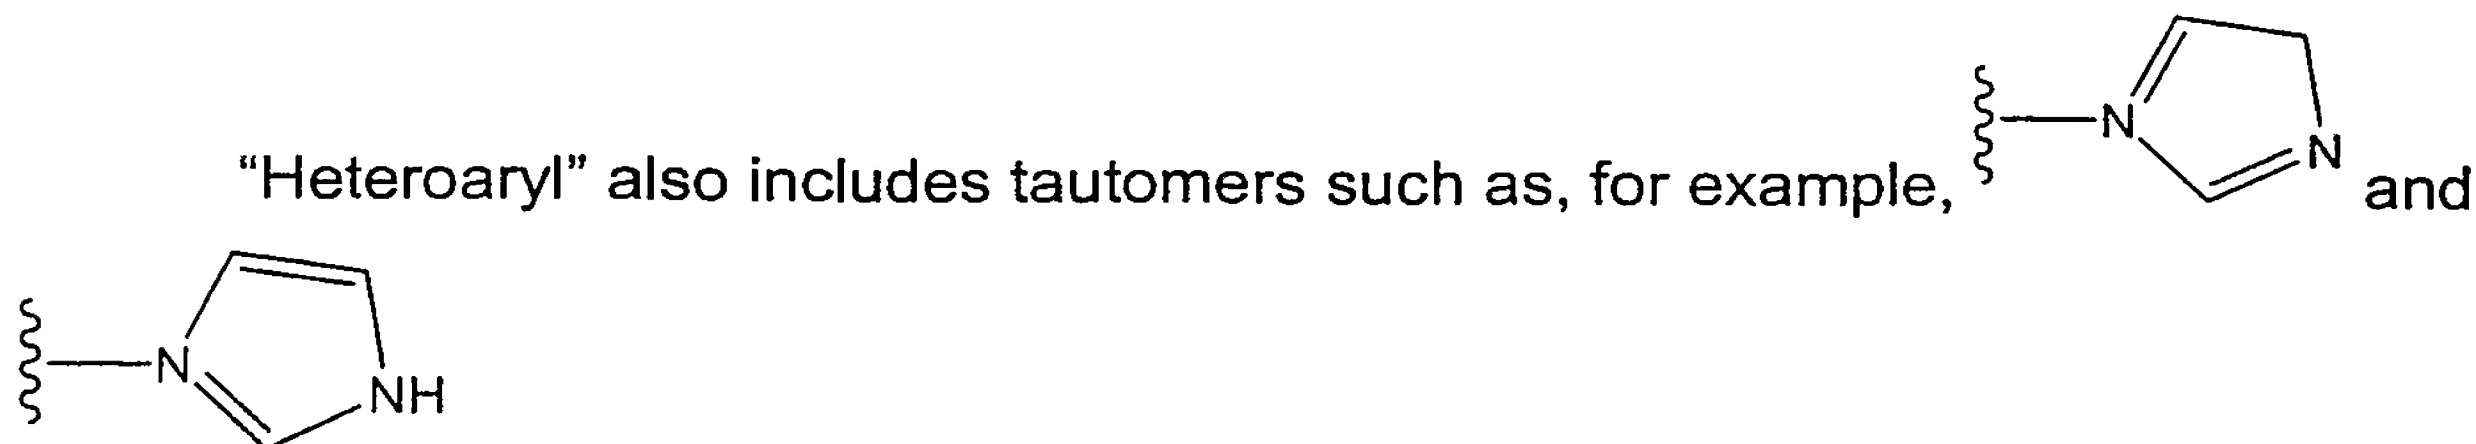 “Heteroaryl” also includes tautomers such as, for example, N N and
N NH